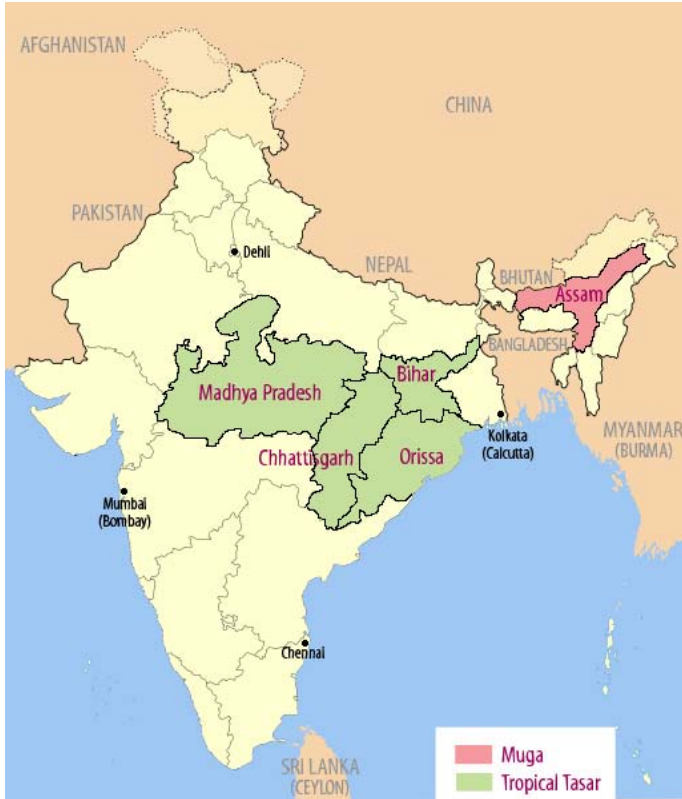 AFGHANISTAN
CHINA
PAKISTAN
Dehli
NEPAL
BHUTAN
Assam
BANGLADESH
Bihar
Madhya Pradesh
Kolkata
(Calcutta)
MYANMAR
(BURMA)
Chhattisgarh
Orissa
Mumbai
(Bombay)
Chennai
SRI LANKA
(CEYLON)
Muga
Tropical Tasar